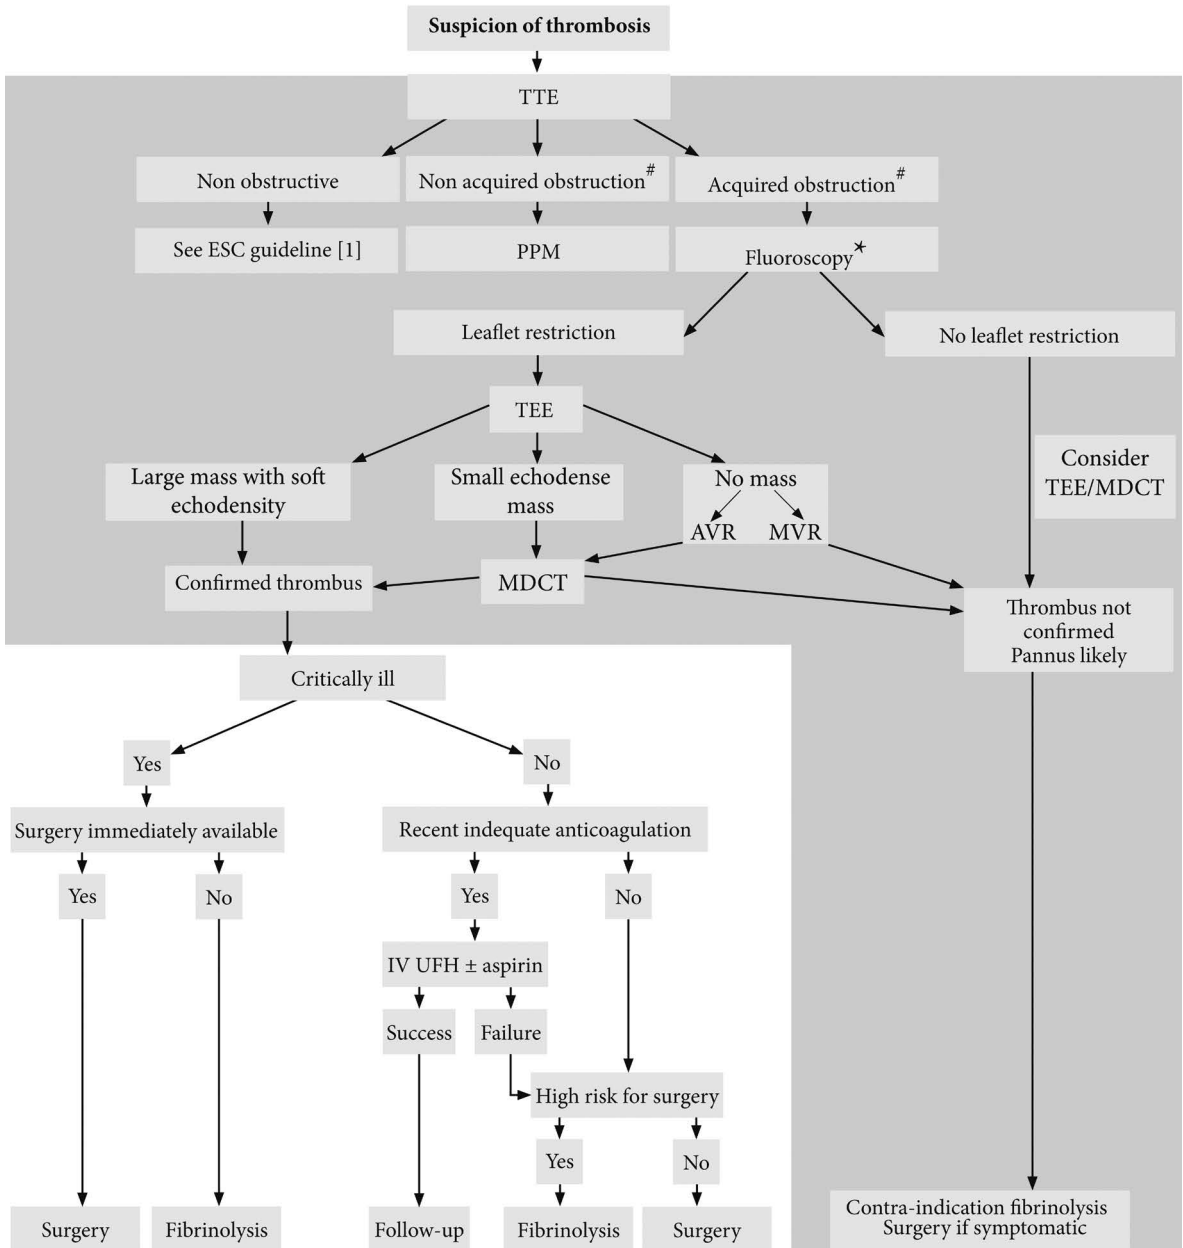 Suspicion of thrombosis
TTE
Non obstructive
Non acquired obstruction#
Acquired obstruction#
See ESC guideline [1]
PPM
Fluoroscopy*
Leaflet restriction
No leaflet restriction
TEE
Consider
TEE/MDCT
Large mass with soft
echodensity
Small echodense
mass
No mass
AVR MVR
Confirmed thrombus
MDCT
Thrombus not
confirmed
Pannus likely
Critically ill
Yes
No
Surgery immediately available
Recent indequate anticoagulation
Yes
No
Yes
No
IV UFH ± aspirin
Success
Failure
High risk for surgery
Yes
No
Surgery
Fibrinolysis
Follow-up
Fibrinolysis
Surgery
Contra-indication fibrinolysis
Surgery if symptomatic